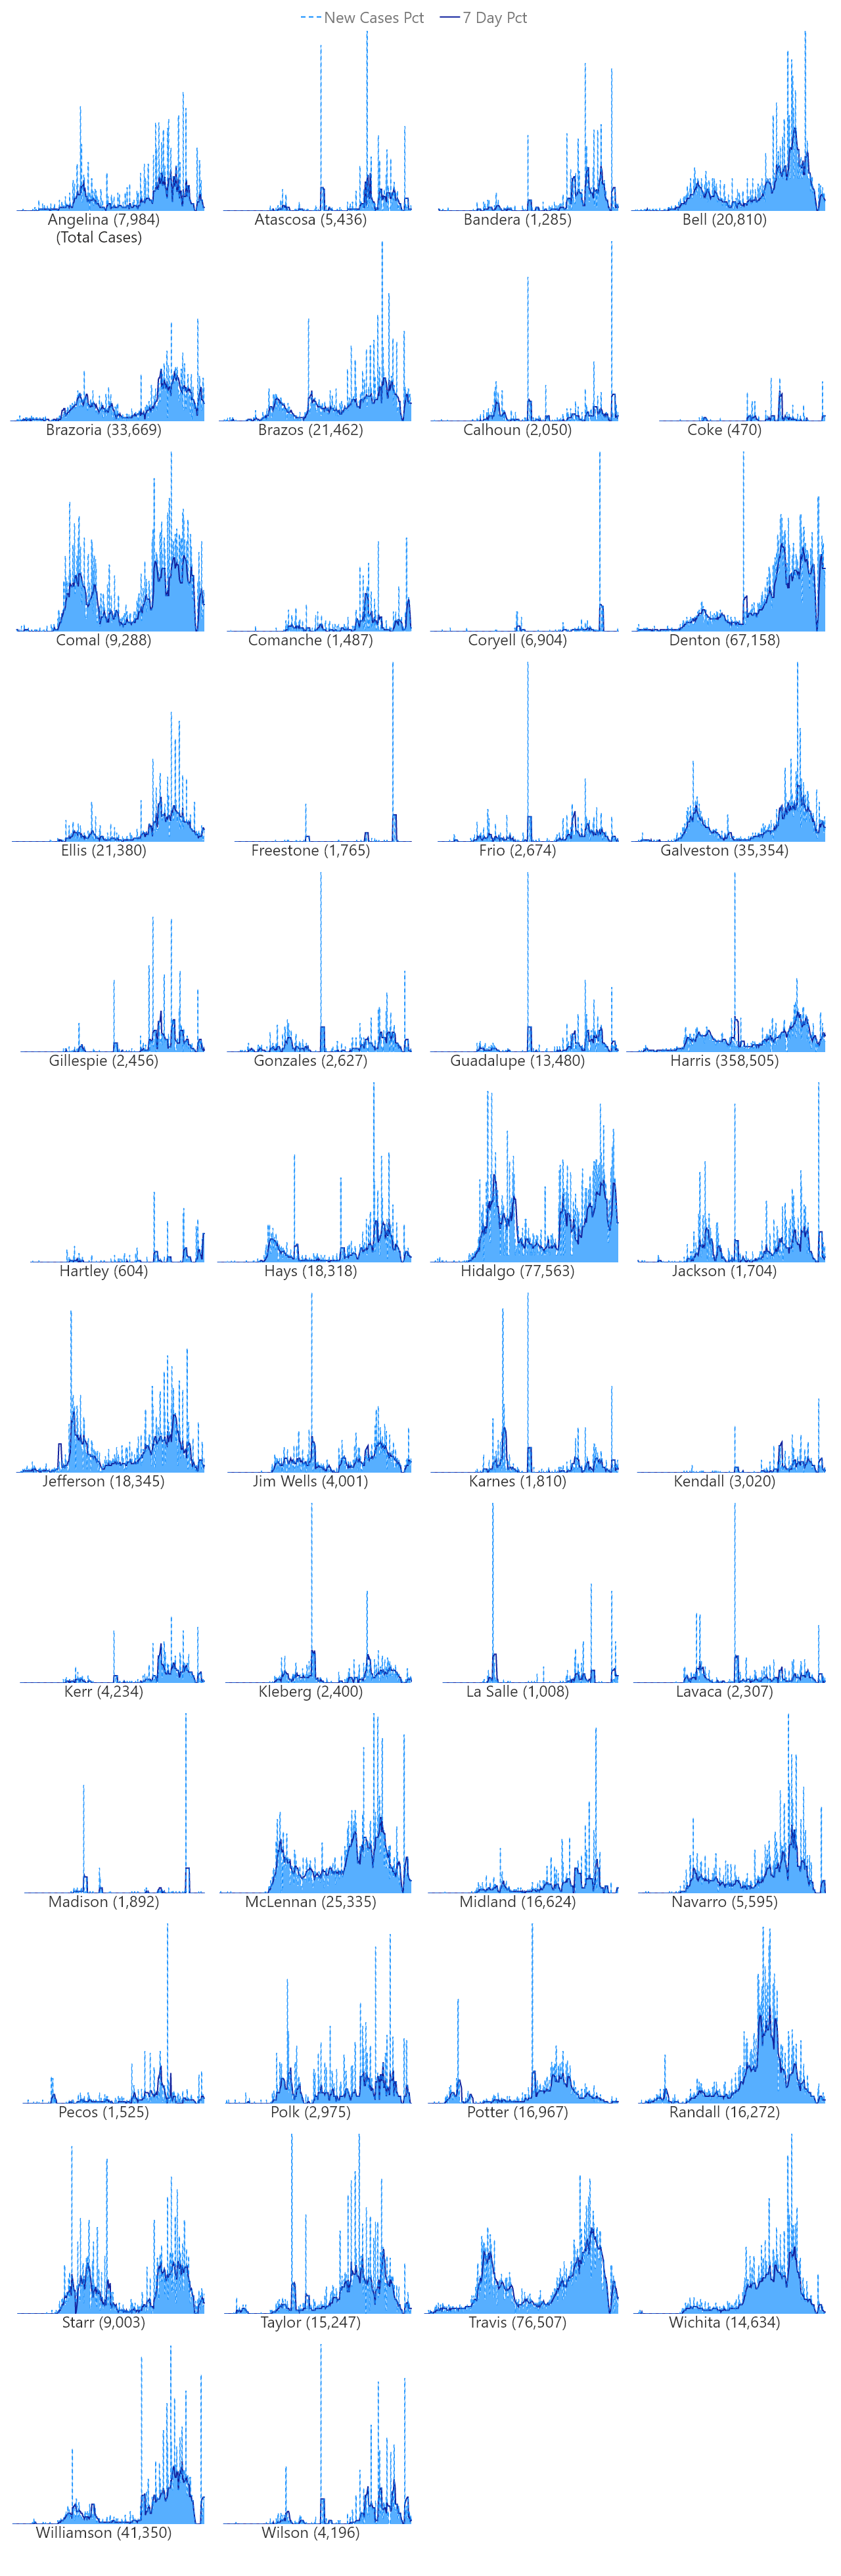 New Cases Pct 7 Day Pct
Angelina (7,984) Atascosa (5,436) Bandera (1,285) Bell (20,810)
(Total Cases)
Brazoria (33,669) Brazos (21,462) Calhoun (2,050) Coke (470)
Comal (9,288) Comanche (1,487) Coryell (6,904) Denton (67,158)
Ellis (21,380) Freestone (1,765) Frio (2,674) Galveston (35,354)
Gillespie (2,456) Gonzales (2,627) Guadalupe (13,480) Harris (358,505)
Hartley (604) Hays (18,318) Hidalgo (77,563) Jackson (1,704)
Jefferson (18,345) Jim Wells (4,001) Karnes (1,810) Kendall (3,020)
Kerr (4,234) Kleberg (2,400) La Salle (1,008) Lavaca (2,307)
Madison (1,892) McLennan (25,335) Midland (16,624) Navarro (5,595)
Pecos (1,525) Polk (2,975) Potter (16,967) Randall (16,272)
Starr (9,003) Taylor (15,247) Travis (76,507) Wichita (14,634)
Williamson (41,350) Wilson (4,196)